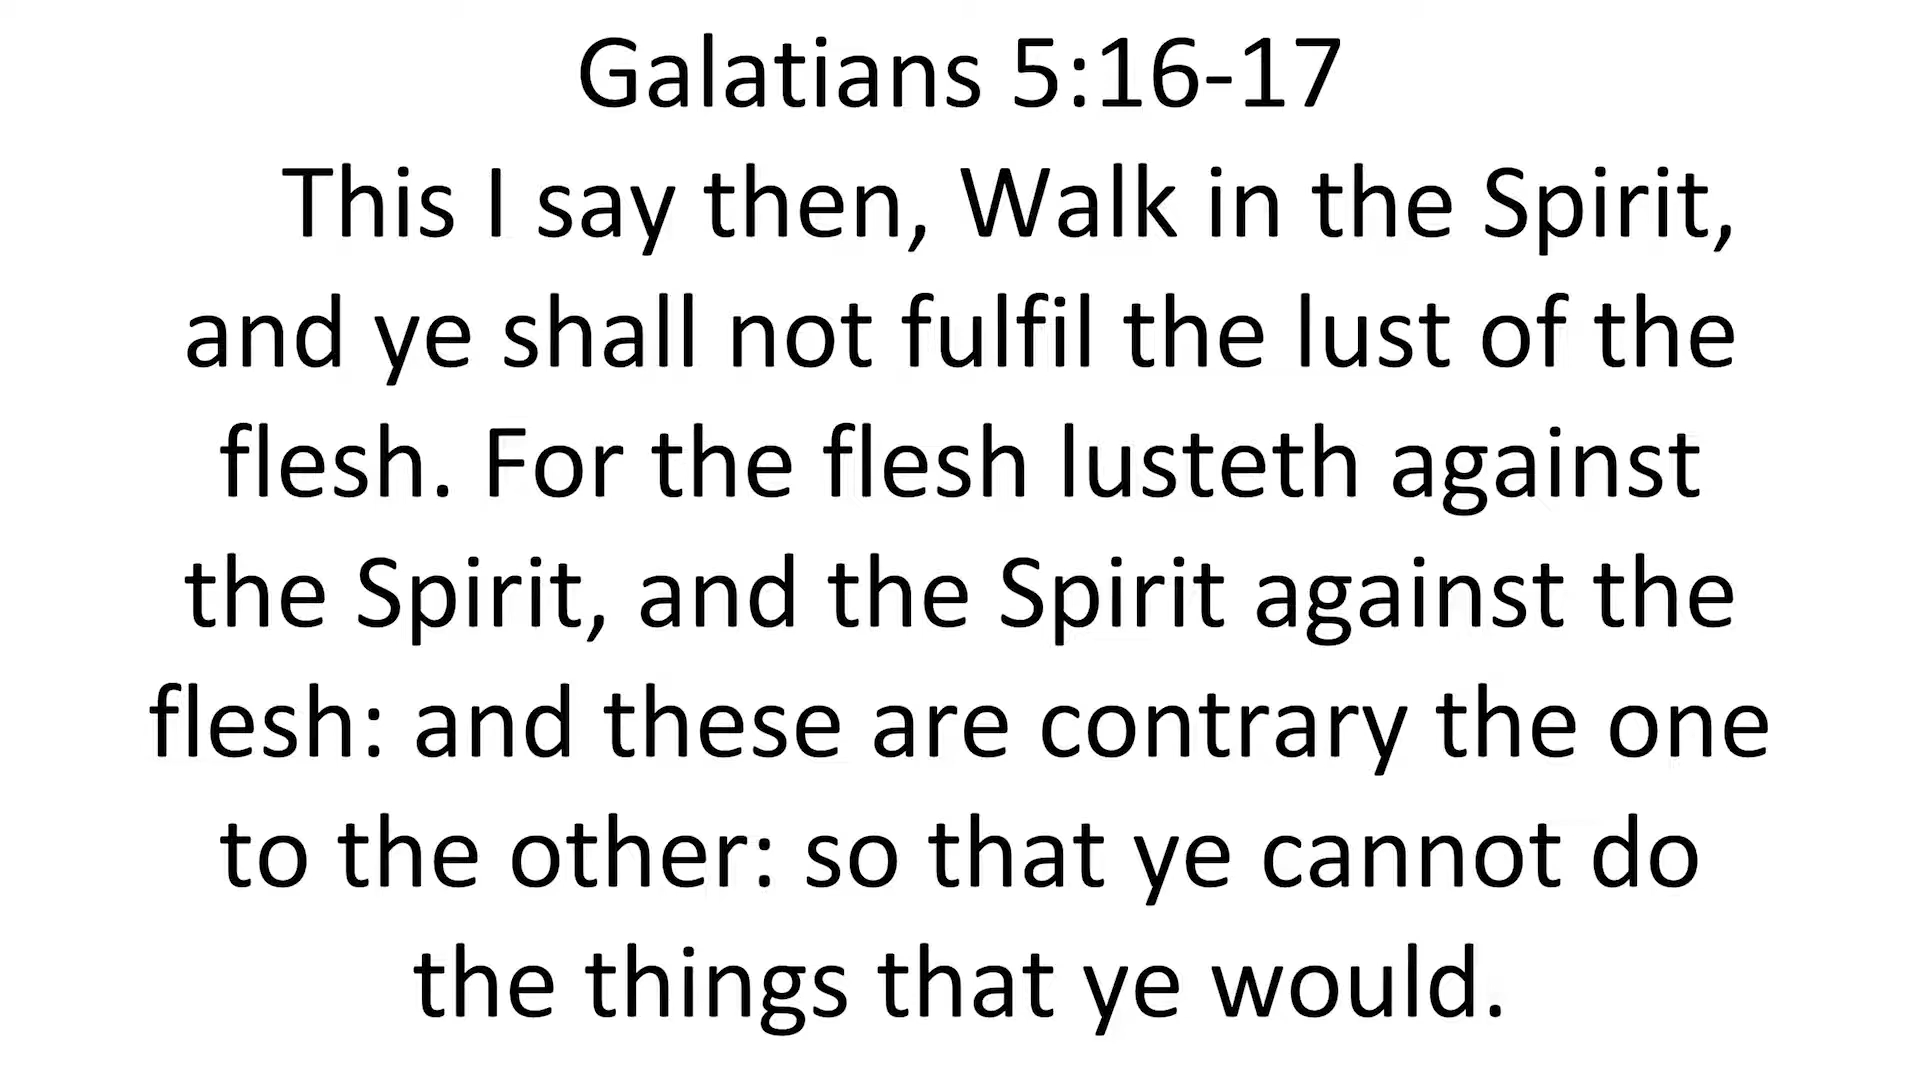 Galatians 5:16-17
This I say then, Walk in the Spirit,
and ye shall not fulfil the lust of the
flesh. For the flesh lusteth against
the Spirit, and the Spirit against the
flesh: and these are contrary the one
to the other: so that ye cannot do
the things that ye would.